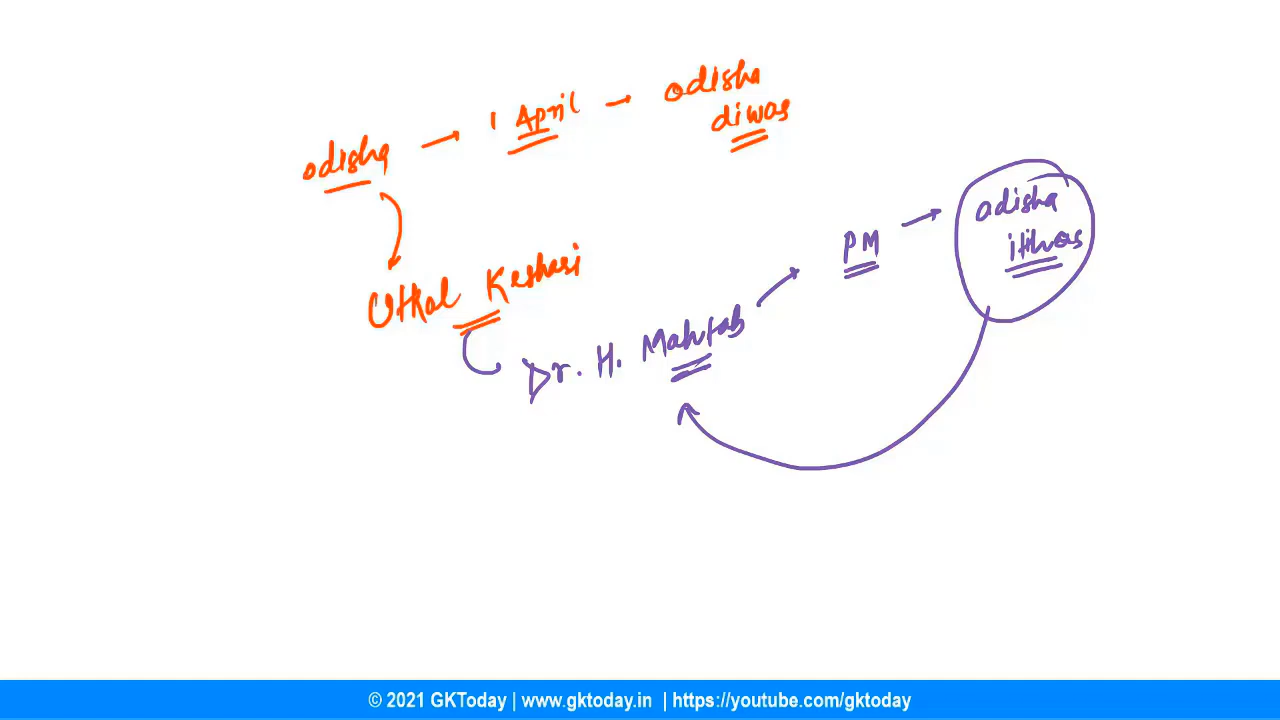 odisha → 1 April → odisha
diwas
Utkal Keshari
Dr. H. Mahtab → PM → odisha
itihas
© 2021 GKToday | www.gktoday.in | https://youtube.com/gktoday